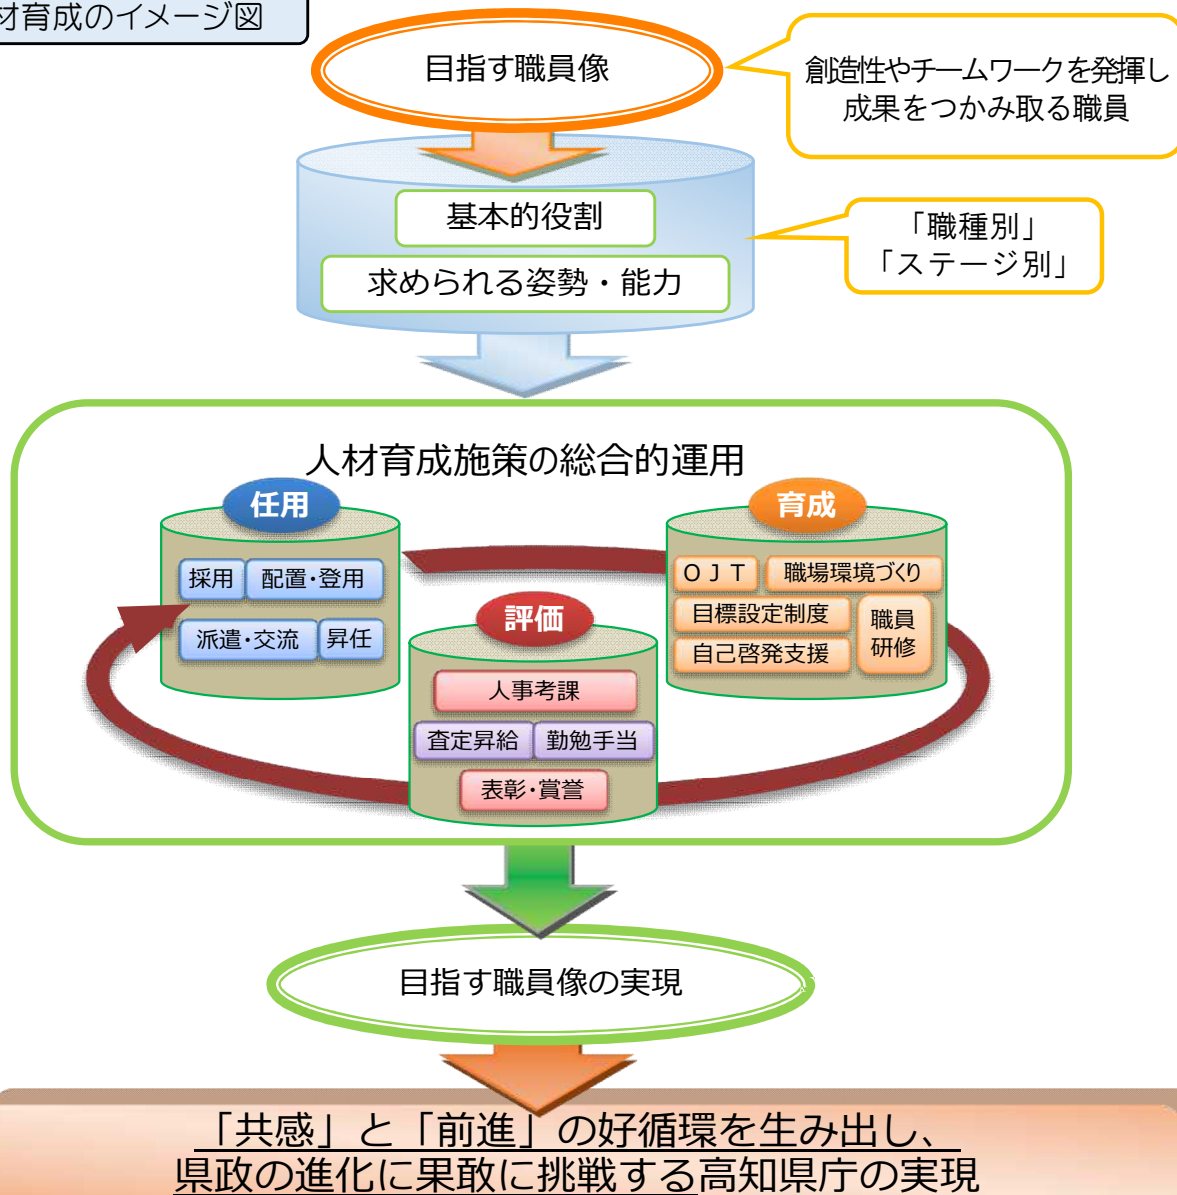 材育成のイメージ図
目指す職員像
創造性やチームワークを発揮し
成果をつかみ取る職員
基本的役割
求められる姿勢・能力
「職種別」
「ステージ別」
人材育成施策の総合的運用
任用
採用
配置・登用
派遣・交流
昇任
育成
ＯＪＴ
職場環境づくり
目標設定制度
自己啓発支援
職員
研修
評価
人事考課
査定昇給
勤勉手当
表彰・賞誉
目指す職員像の実現
「共感」と「前進」の好循環を生み出し、
県政の進化に果敢に挑戦する高知県庁の実現